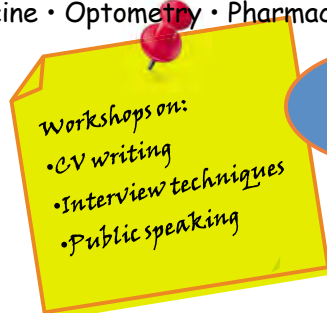 ine • Optometry • Pharmac
Workshops on:
•CV writing
•Interview techniques
•Public speaking